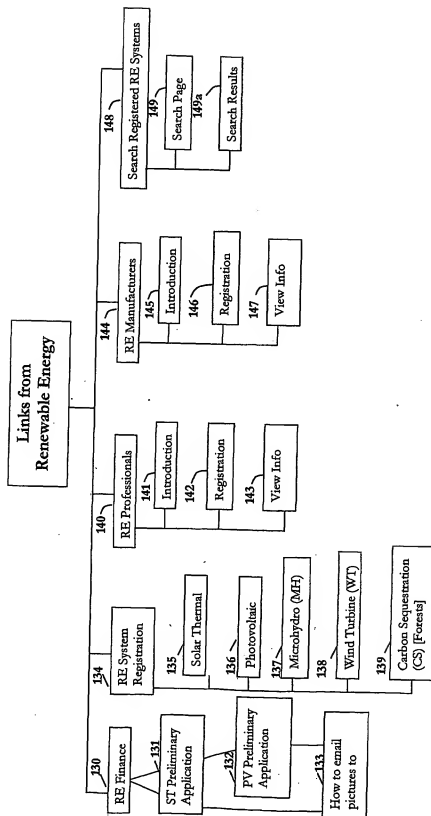 Links from
Renewable Energy
130
RE Finance
131
ST Preliminary
Application
132
PV Preliminary
Application
133
How to email
pictures to
134
RE System
Registration
135
Solar Thermal
136
Photovoltaic
137
Microhydro (MH)
138
Wind Turbine (WT)
139
Carbon Sequestration
(CS) [Forests]
140
RE Professionals
141
Introduction
142
Registration
143
View Info
144
RE Manufacturers
145
Introduction
146
Registration
147
View Info
148
Search Registered RE Systems
149
Search Page
149a
Search Results